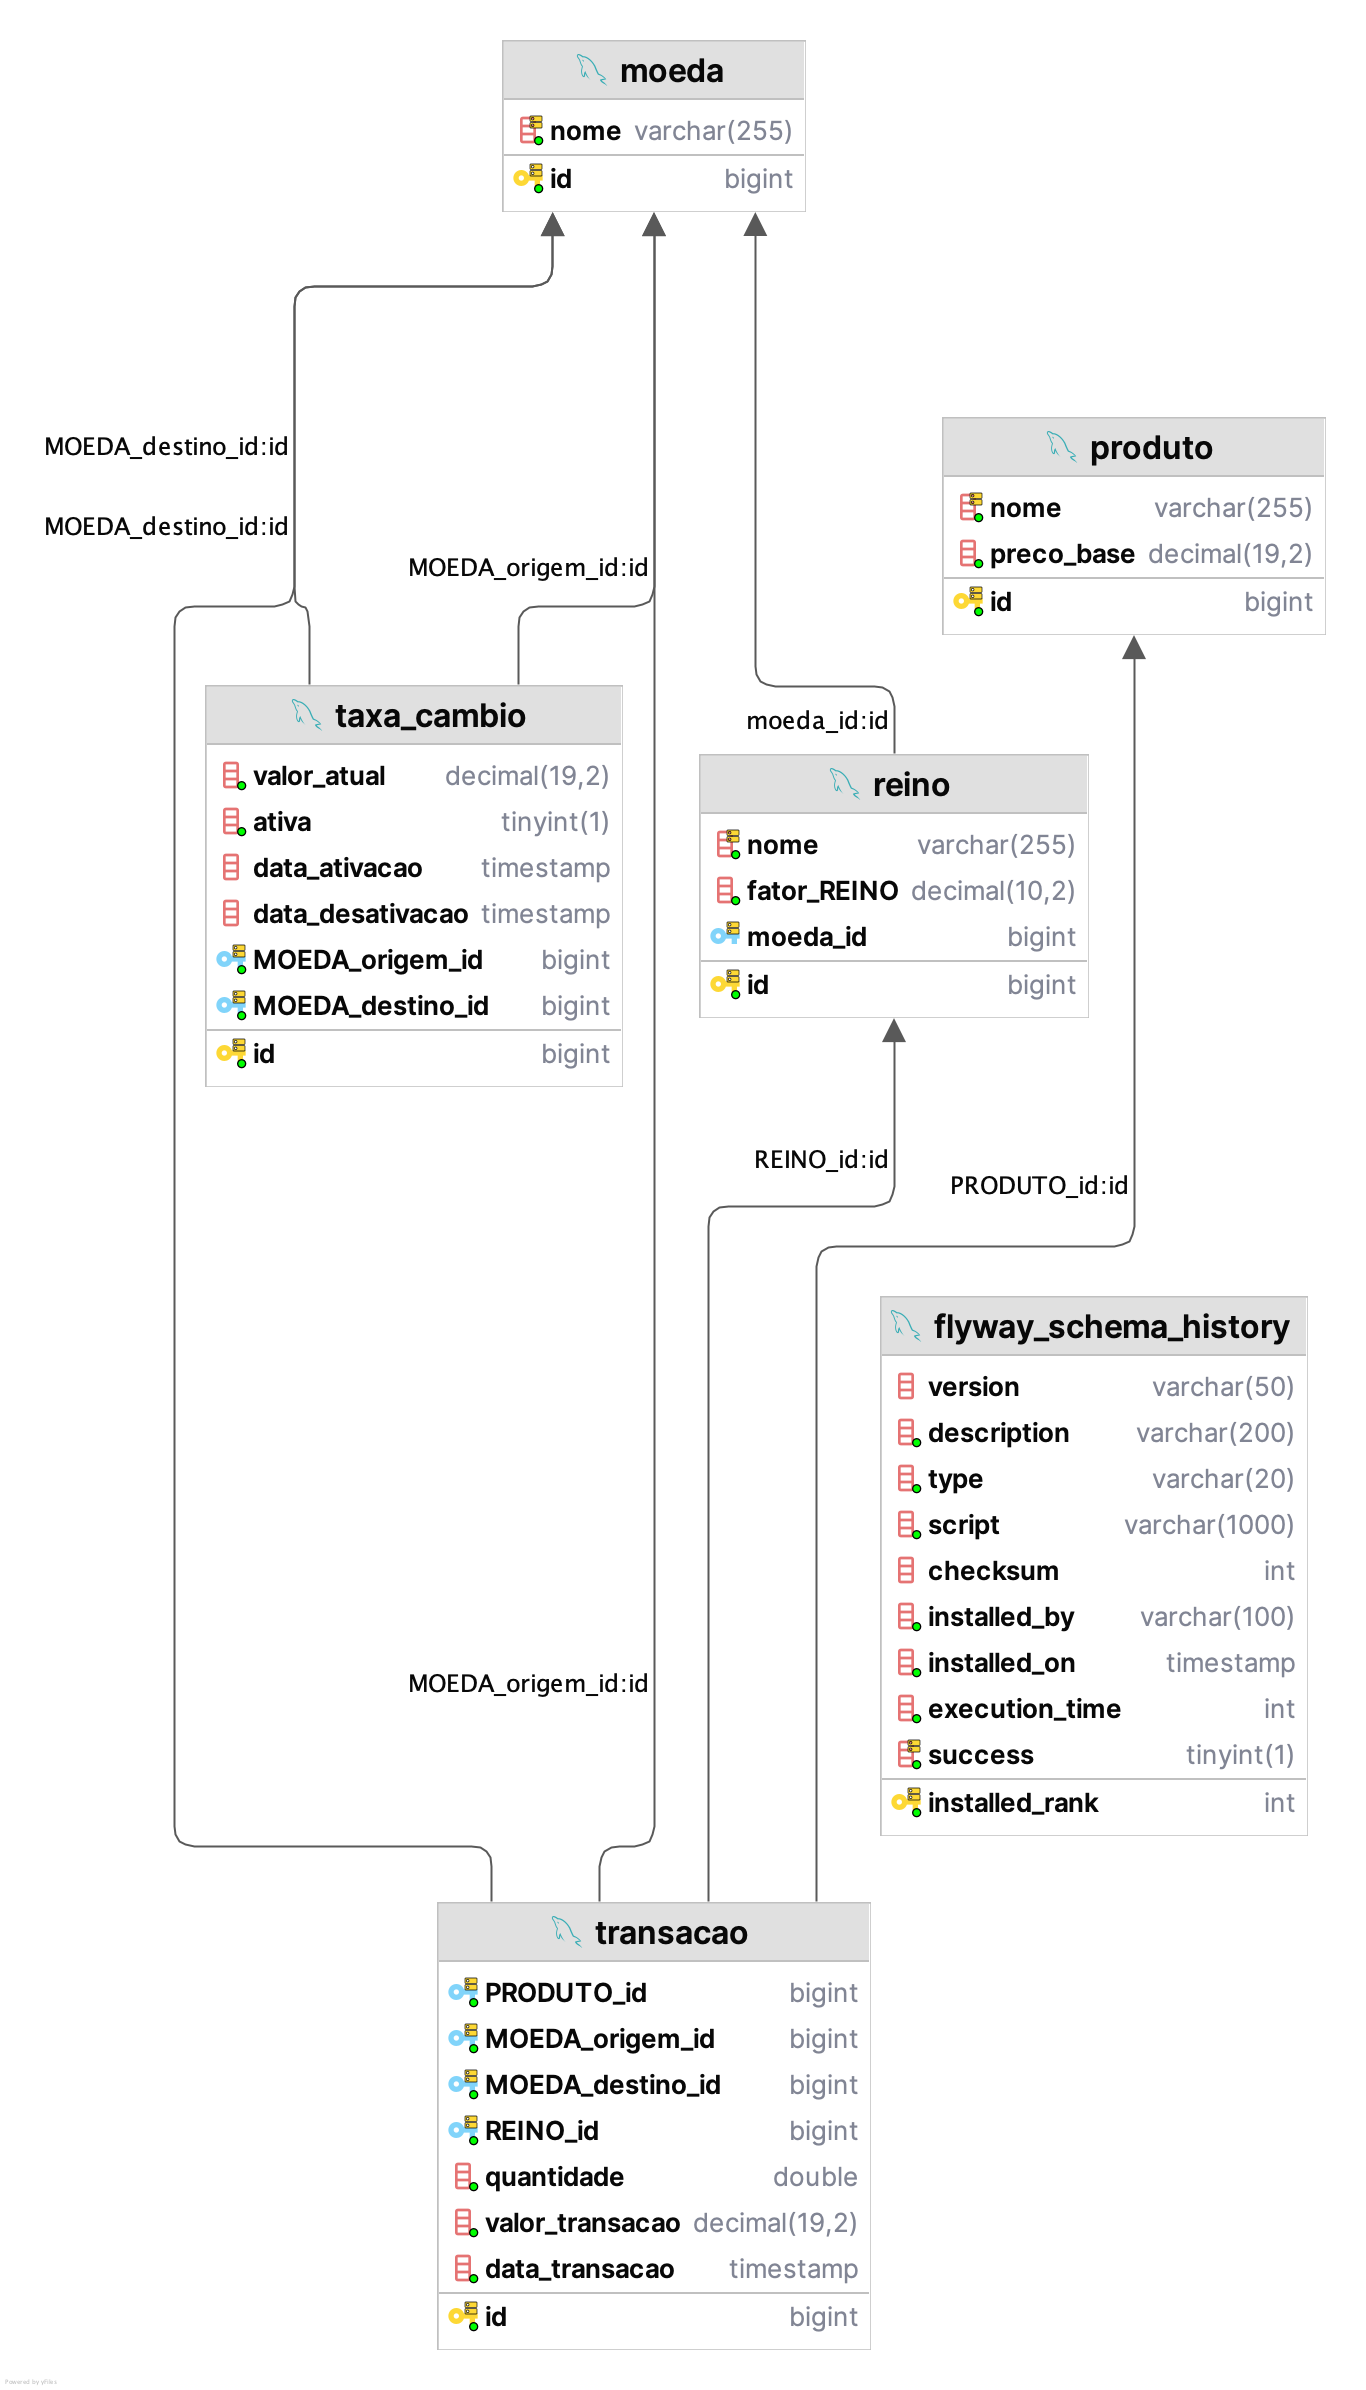 moeda
nome varchar(255)
id bigint
MOEDA_destino_id:id
MOEDA_destino_id:id
MOEDA_origem_id:id
produto
nome varchar(255)
preco_base decimal(19,2)
id bigint
taxa_cambio
valor_atual decimal(19,2)
ativa tinyint(1)
data_ativacao timestamp
data_desativacao timestamp
MOEDA_origem_id bigint
MOEDA_destino_id bigint
id bigint
moeda_id:id
reino
nome varchar(255)
fator_REINO decimal(10,2)
moeda_id bigint
id bigint
REINO_id:id
PRODUTO_id:id
flyway_schema_history
version varchar(50)
description varchar(200)
type varchar(20)
script varchar(1000)
checksum int
installed_by varchar(100)
installed_on timestamp
execution_time int
success tinyint(1)
installed_rank int
MOEDA_origem_id:id
transacao
PRODUTO_id bigint
MOEDA_origem_id bigint
MOEDA_destino_id bigint
REINO_id bigint
quantidade double
valor_transacao decimal(19,2)
data_transacao timestamp
id bigint
Powered by yFiles